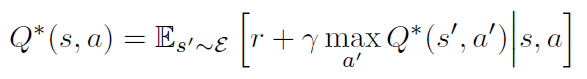 Q*(s, a) = 𝔼_{s'∼ℰ} [ r + γ max_{a'} Q*(s', a') | s, a ]